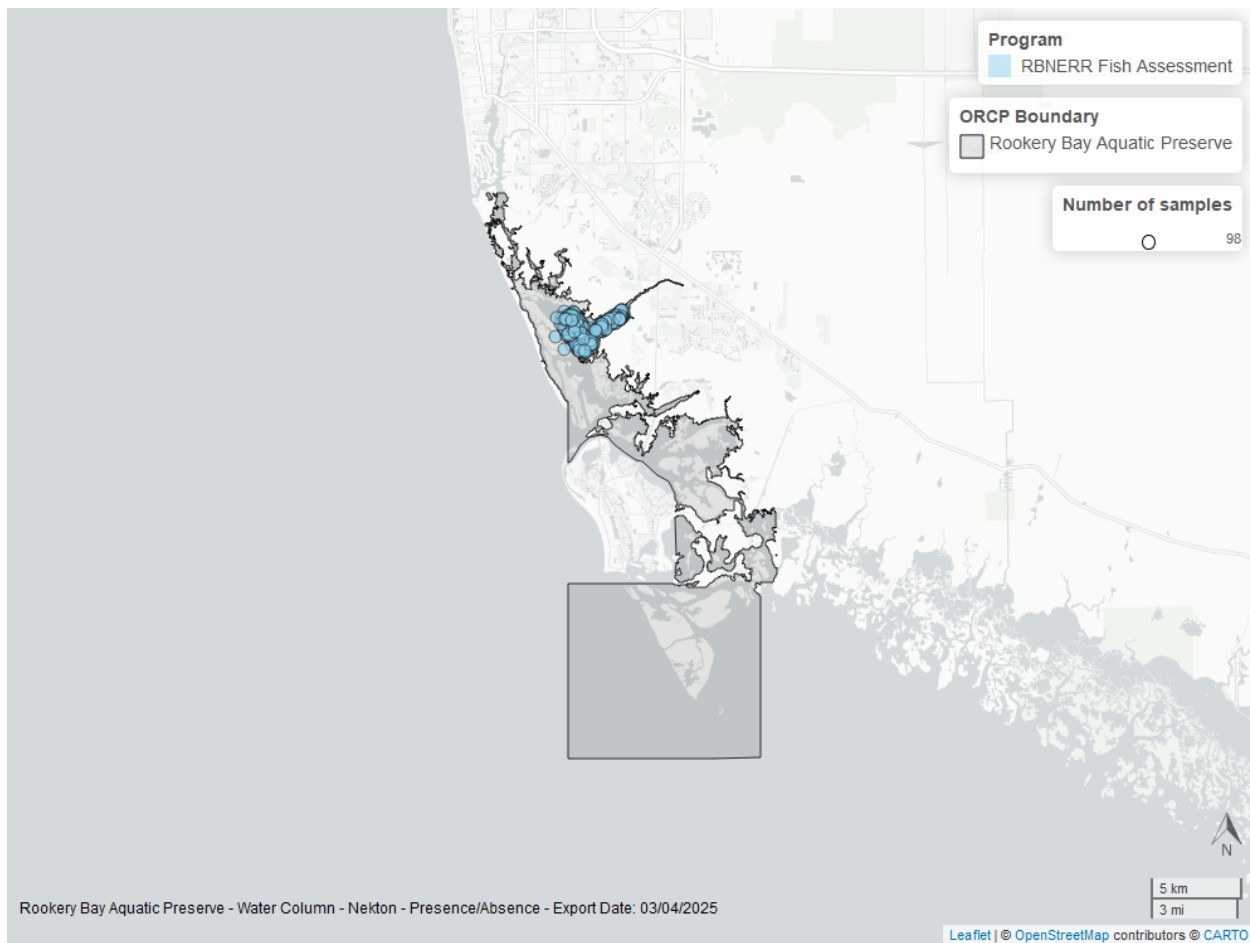 Program
RBNERR Fish Assessment
ORCP Boundary
Rookery Bay Aquatic Preserve
Number of samples
98
N
5 km
3 mi
Rookery Bay Aquatic Preserve - Water Column - Nekton - Presence/Absence - Export Date: 03/04/2025
Leaflet | © OpenStreetMap contributors © CARTO